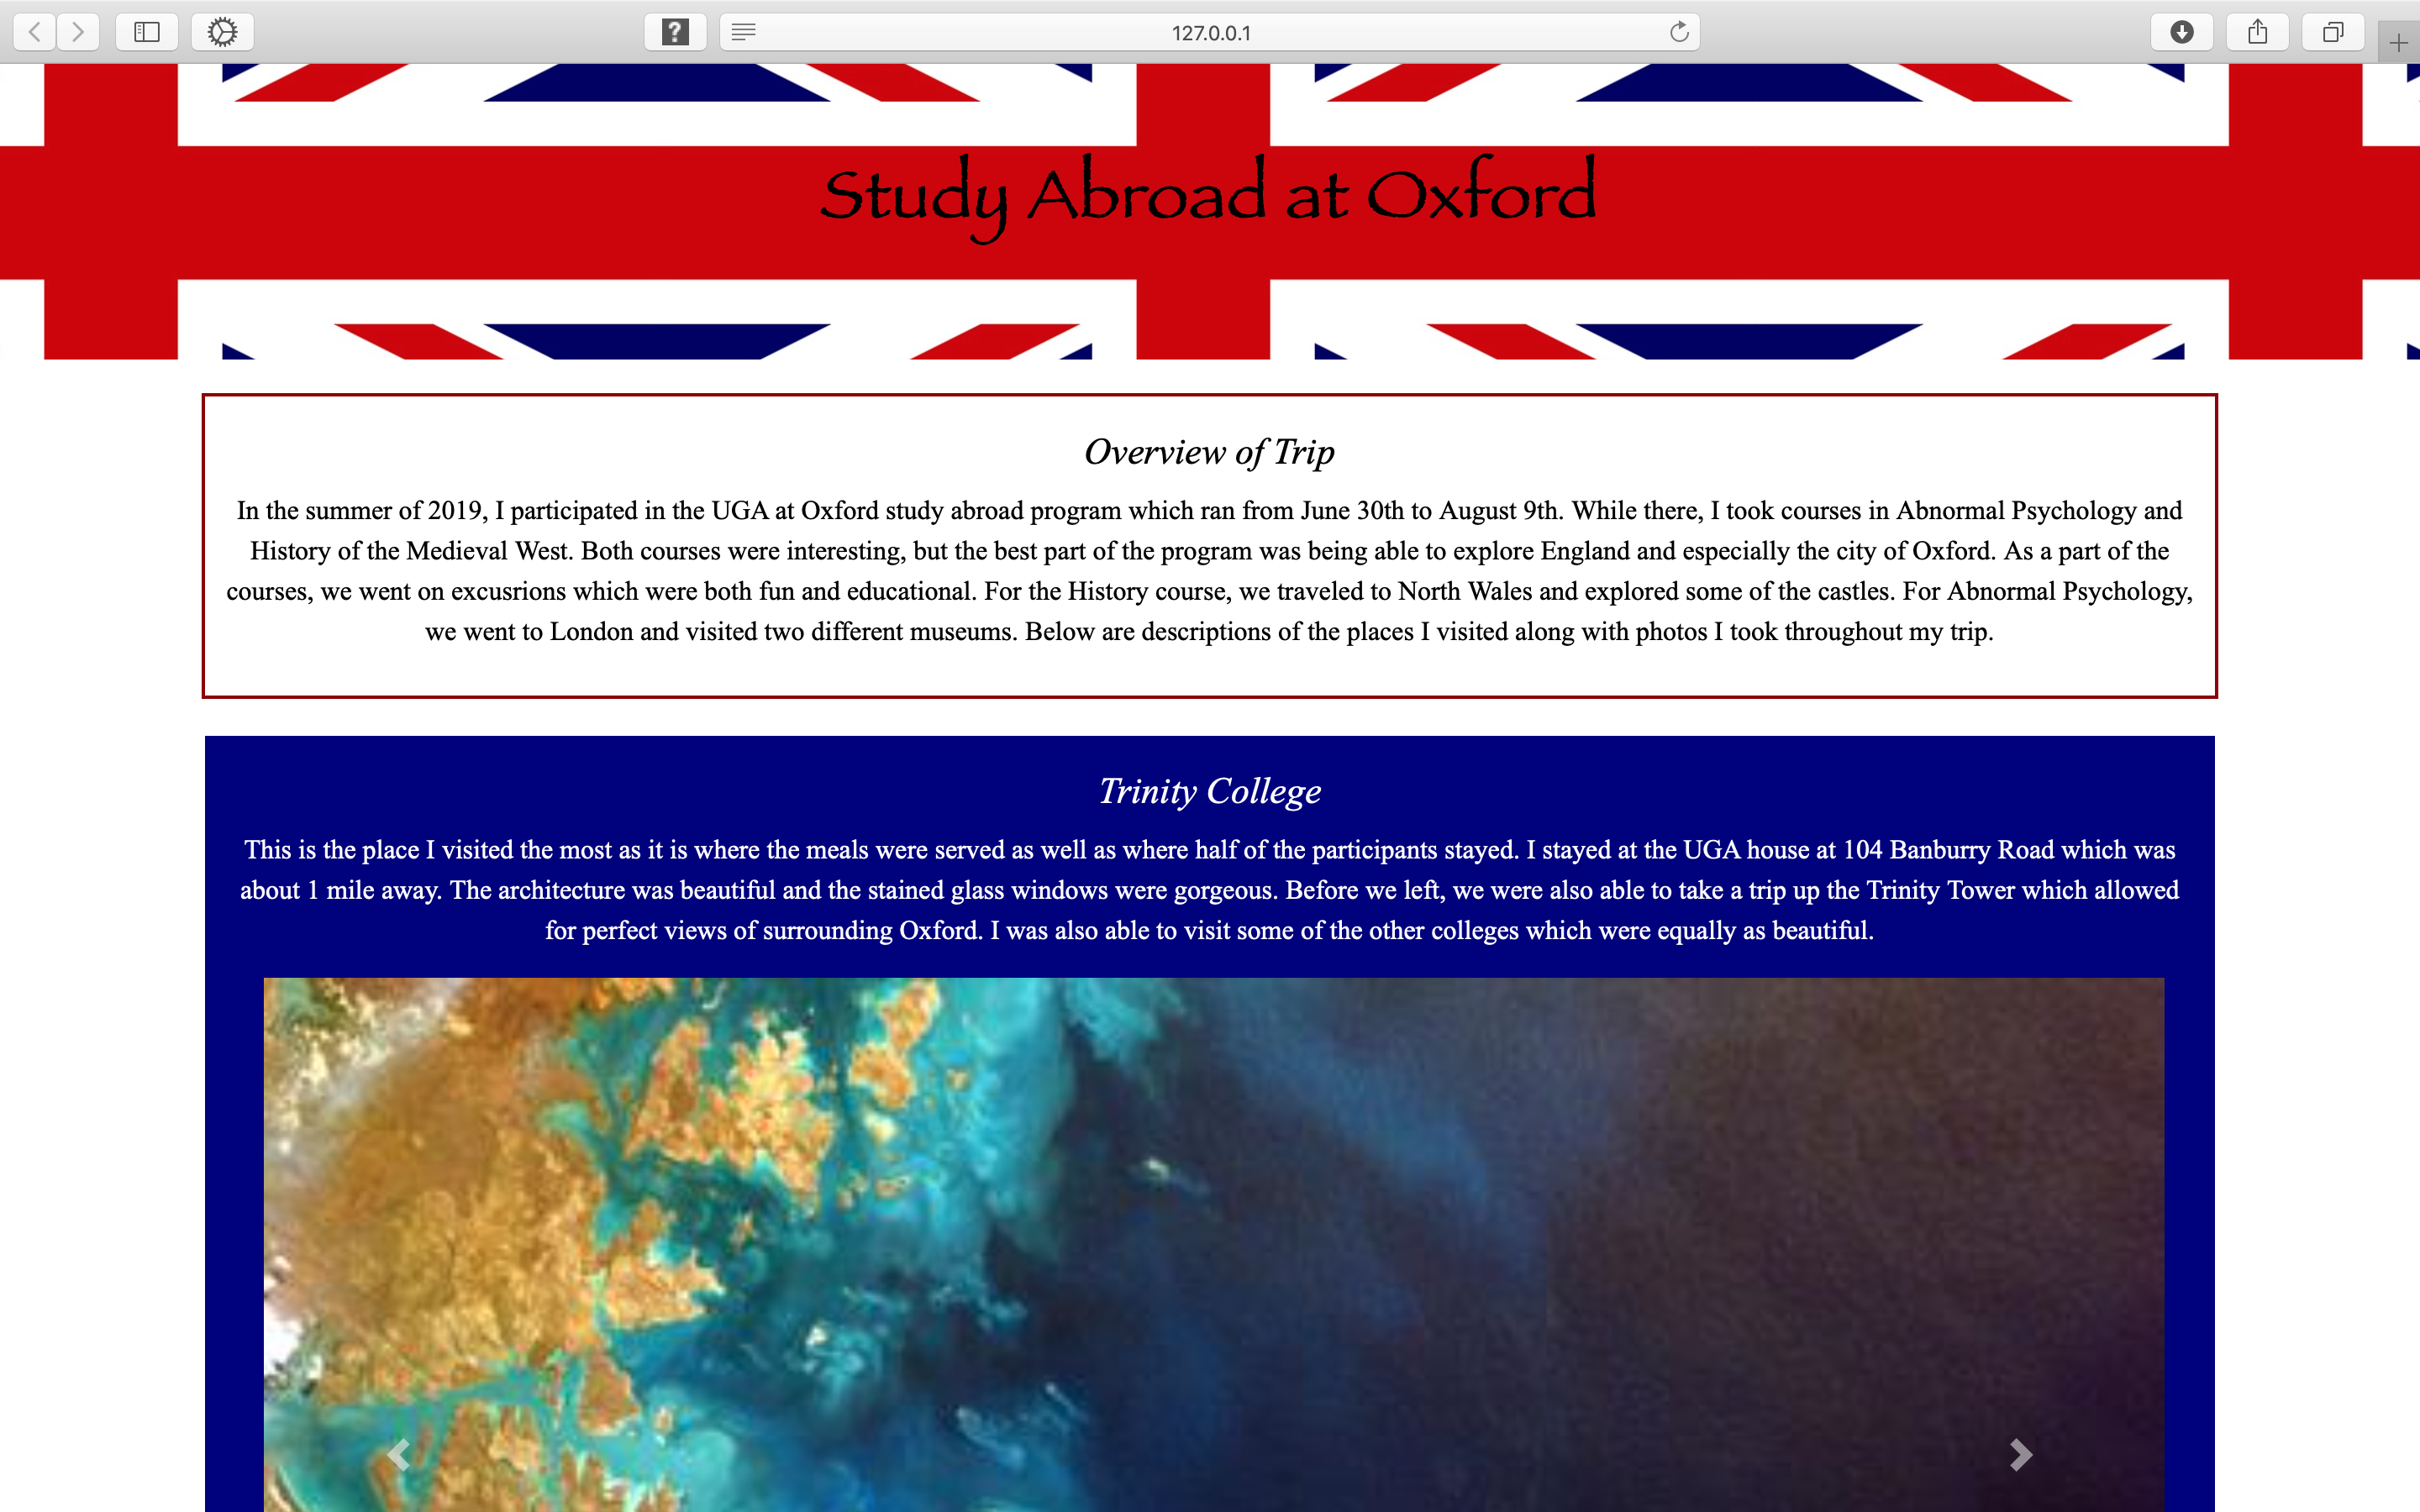 127.0.0.1
Study Abroad at Oxford
Overview of Trip
In the summer of 2019, I participated in the UGA at Oxford study abroad program which ran from June 30th to August 9th. While there, I took courses in Abnormal Psychology and
History of the Medieval West. Both courses were interesting, but the best part of the program was being able to explore England and especially the city of Oxford. As a part of the
courses, we went on excusrions which were both fun and educational. For the History course, we traveled to North Wales and explored some of the castles. For Abnormal Psychology,
we went to London and visited two different museums. Below are descriptions of the places I visited along with photos I took throughout my trip.
Trinity College
This is the place I visited the most as it is where the meals were served as well as where half of the participants stayed. I stayed at the UGA house at 104 Banburry Road which was
about 1 mile away. The architecture was beautiful and the stained glass windows were gorgeous. Before we left, we were also able to take a trip up the Trinity Tower which allowed
for perfect views of surrounding Oxford. I was also able to visit some of the other colleges which were equally as beautiful.